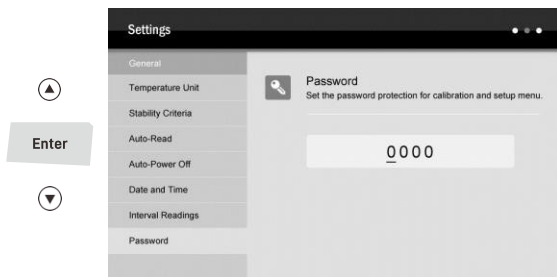 Settings
General
Temperature Unit
Stability Criteria
Auto-Read
Auto-Power Off
Date and Time
Interval Readings
Password
Enter
Password
Set the password protection for calibration and setup menu.
0000